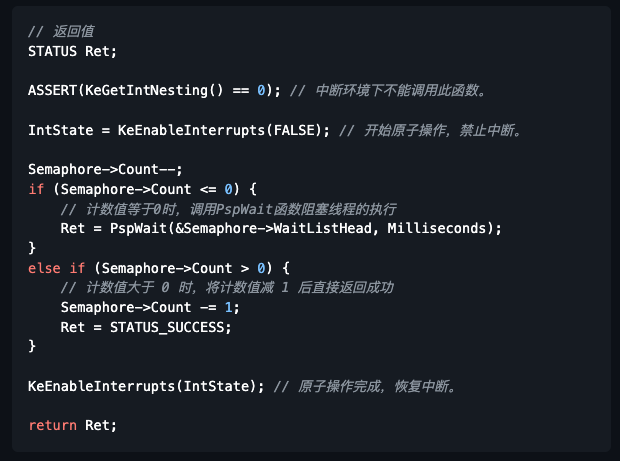 // 返回值
STATUS Ret;
ASSERT(KeGetIntNesting() == 0); // 中断环境下不能调用此函数。
IntState = KeEnableInterrupts(FALSE); // 开始原子操作，禁止中断。
Semaphore->Count--;
if (Semaphore->Count <= 0) {
    // 计数值等于0时，调用PspWait函数阻塞线程的执行
    Ret = PspWait(&Semaphore->WaitListHead, Milliseconds);
}
else if (Semaphore->Count > 0) {
    // 计数值大于 0 时，将计数值减 1 后直接返回成功
    Semaphore->Count -= 1;
    Ret = STATUS_SUCCESS;
}
KeEnableInterrupts(IntState); // 原子操作完成，恢复中断。
return Ret;